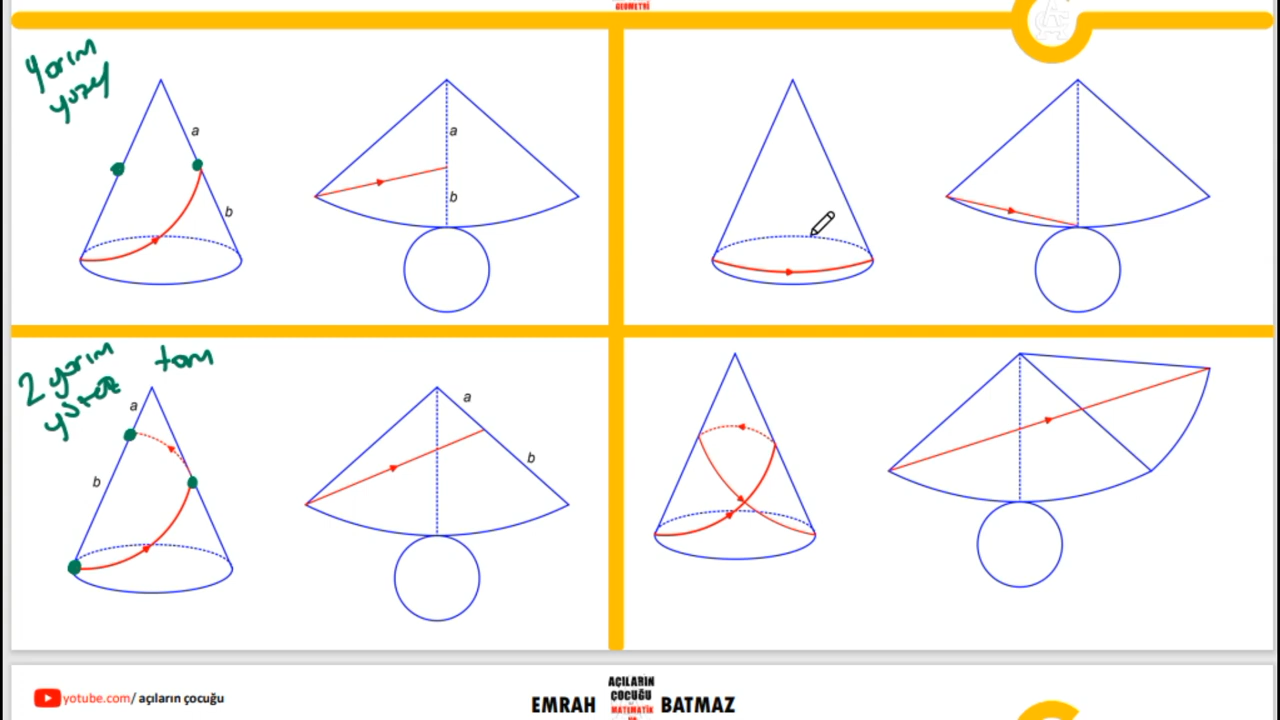 GEOMETRİ
Yarım
yüzey
a
b
a
b
2 yarım
yüzey
tam
a
b
a
b
yotube.com/ açıların çocuğu
EMRAH
AÇILARIN
ÇOCUĞU
MATEMATİK
BATMAZ